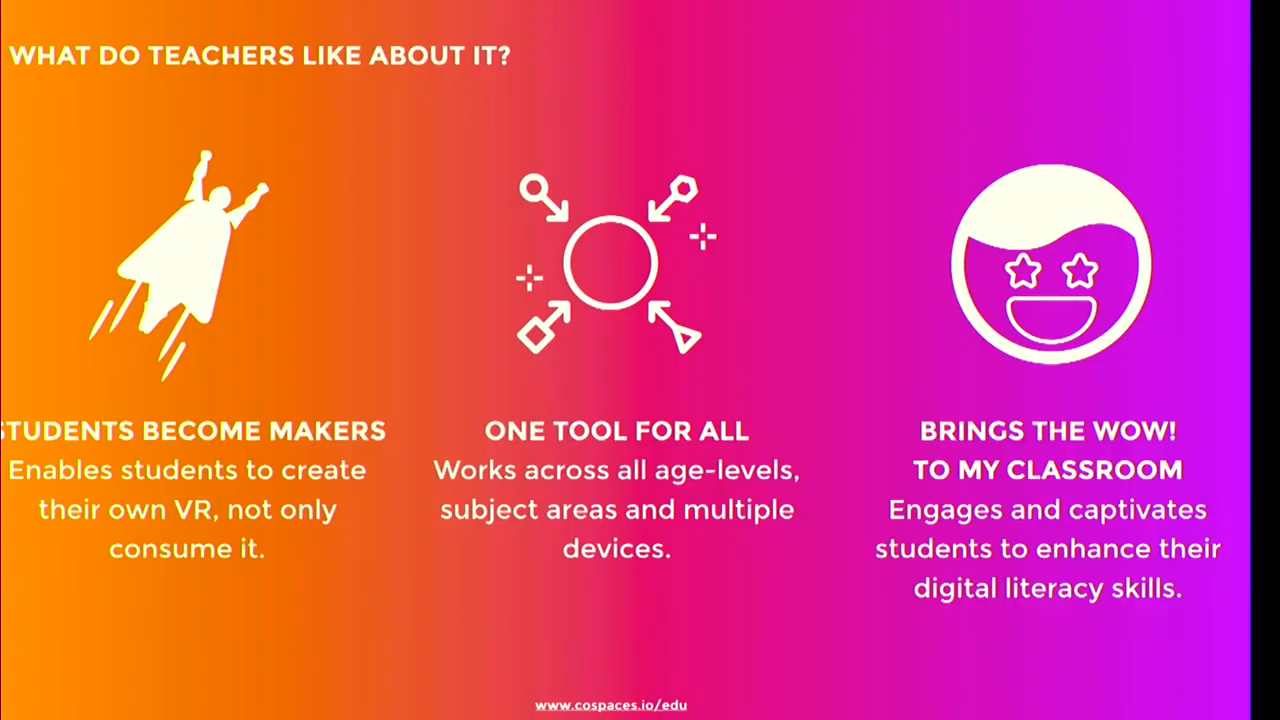 WHAT DO TEACHERS LIKE ABOUT IT?
STUDENTS BECOME MAKERS
Enables students to create
their own VR, not only
consume it.
ONE TOOL FOR ALL
Works across all age-levels,
subject areas and multiple
devices.
BRINGS THE WOW!
TO MY CLASSROOM
Engages and captivates
students to enhance their
digital literacy skills.
www.cospaces.io/edu